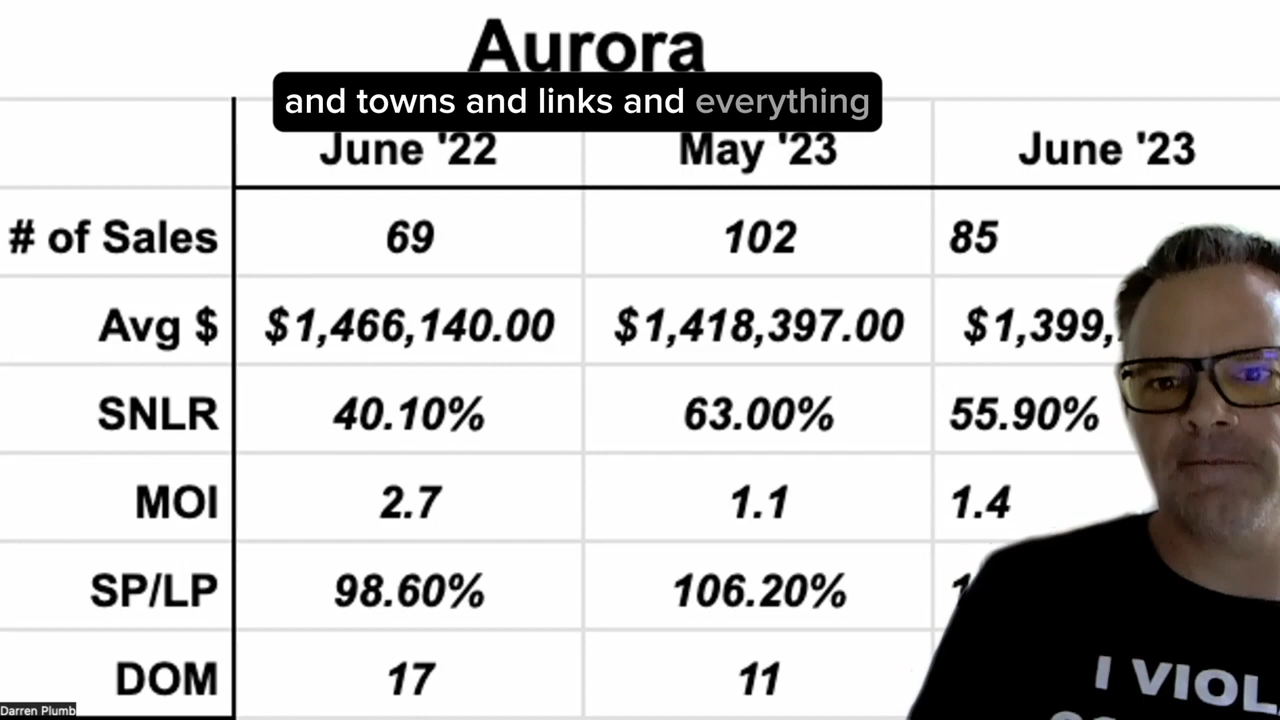 Aurora
and towns and links and everything
June '22 May '23 June '23
# of Sales 69 102 85
Avg $ $1,466,140.00 $1,418,397.00 $1,399,
SNLR 40.10% 63.00% 55.90%
MOI 2.7 1.1 1.4
SP/LP 98.60% 106.20%
DOM 17 11
I
Darren Plumb